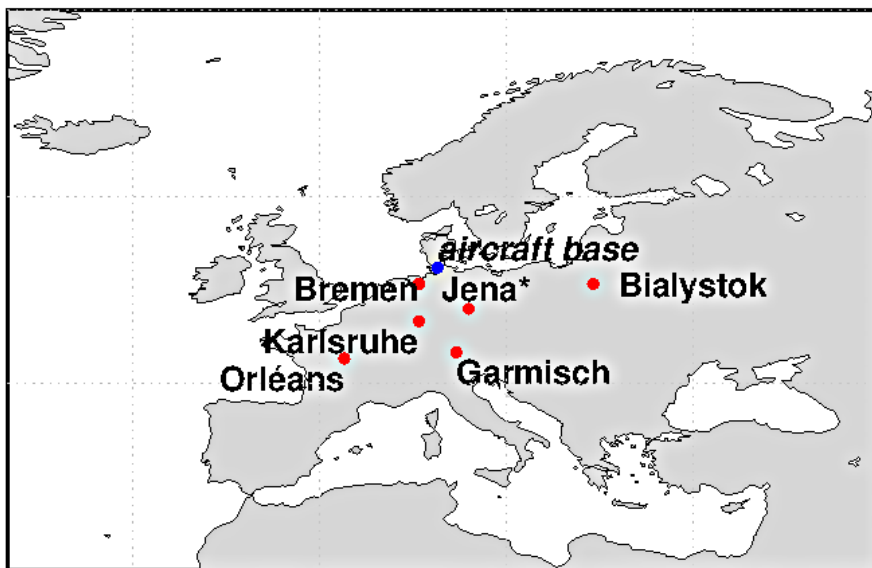 aircraft base
Bremen Jena* Bialystok
Karlsruhe
Orléans Garmisch